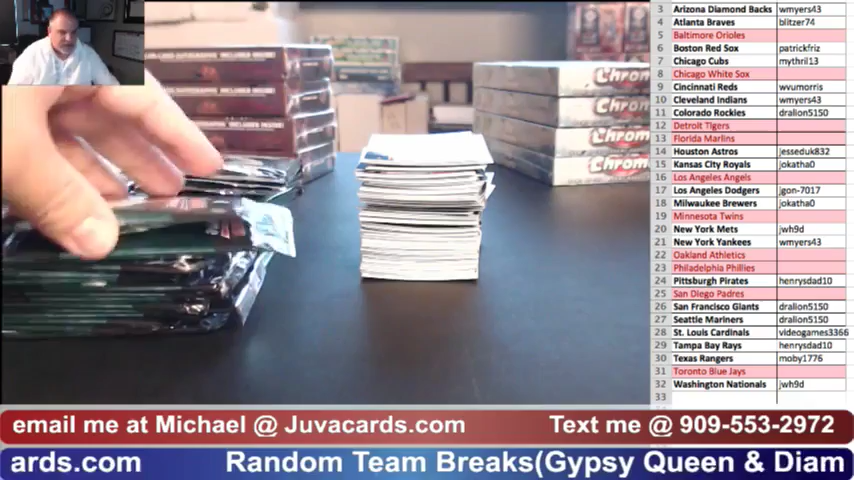 3 Arizona Diamond Backs wmyers43
4 Atlanta Braves blitzer74
5 Baltimore Orioles
6 Boston Red Sox patrickfriz
7 Chicago Cubs mythril13
8 Chicago White Sox
9 Cincinnati Reds wvumorris
10 Cleveland Indians wmyers43
11 Colorado Rockies dralion5150
12 Detroit Tigers
13 Florida Marlins
14 Houston Astros jesseduk832
15 Kansas City Royals jokatha0
16 Los Angeles Angels
17 Los Angeles Dodgers jgon-7017
18 Milwaukee Brewers jokatha0
19 Minnesota Twins
20 New York Mets jwh9d
21 New York Yankees wmyers43
22 Oakland Athletics
23 Philadelphia Phillies
24 Pittsburgh Pirates henrysdad10
25 San Diego Padres
26 San Francisco Giants dralion5150
27 Seattle Mariners dralion5150
28 St. Louis Cardinals videogames3366
29 Tampa Bay Rays henrysdad10
30 Texas Rangers moby1776
31 Toronto Blue Jays
32 Washington Nationals jwh9d
33
Chrom
Chrom
Chrom
Chrom
email me at Michael @ Juvacards.com Text me @ 909-553-2972
ards.com Random Team Breaks(Gypsy Queen & Diam